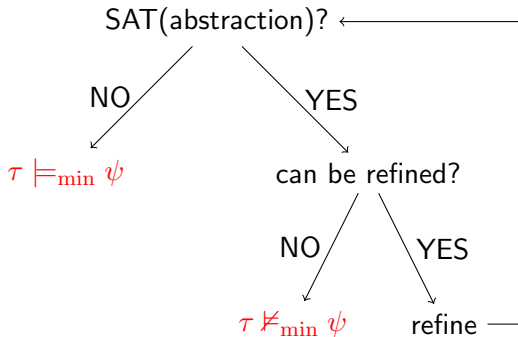 SAT(abstraction)?
NO YES
τ ⊨min ψ
can be refined?
NO YES
τ ⊭min ψ
refine